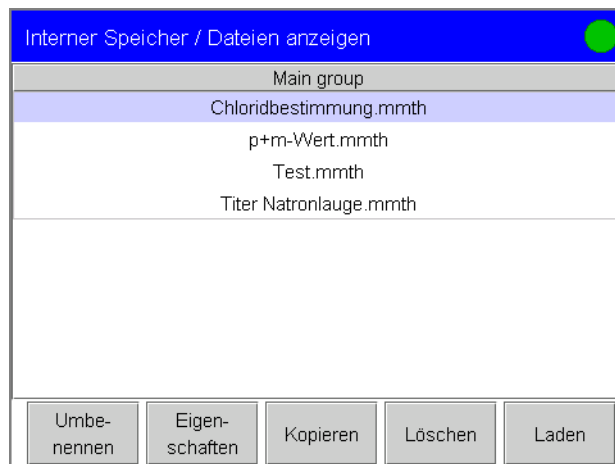 Interner Speicher / Dateien anzeigen
Main group
Chloridbestimmung.mmth
p+m-Wert.mmth
Test.mmth
Titer Natronlauge.mmth
Umbe-
nennen
Eigen-
schaften
Kopieren
Löschen
Laden